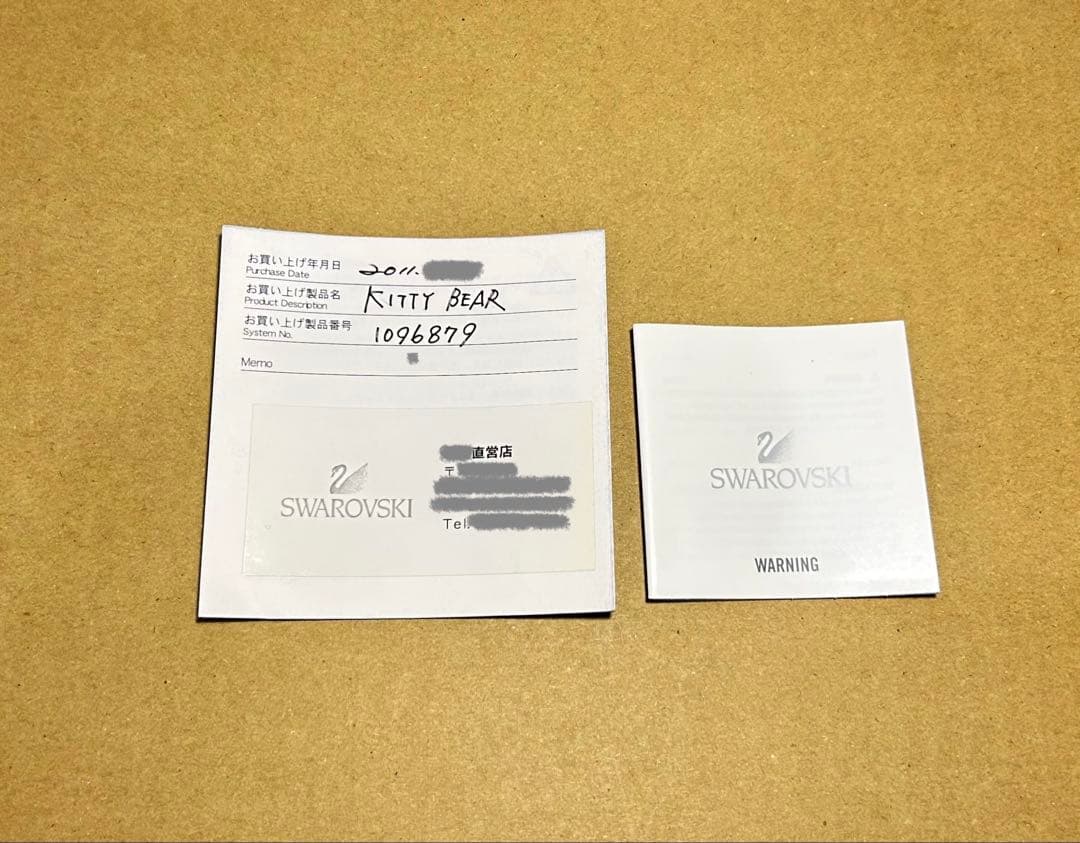 お買い上げ年月日
Purchase Date
2011.
お買い上げ製品名
Product Description
KITTY BEAR
お買い上げ製品番号
System No.
1096879
Memo
SWAROVSKI
直営店
〒
Tel.
SWAROVSKI
WARNING